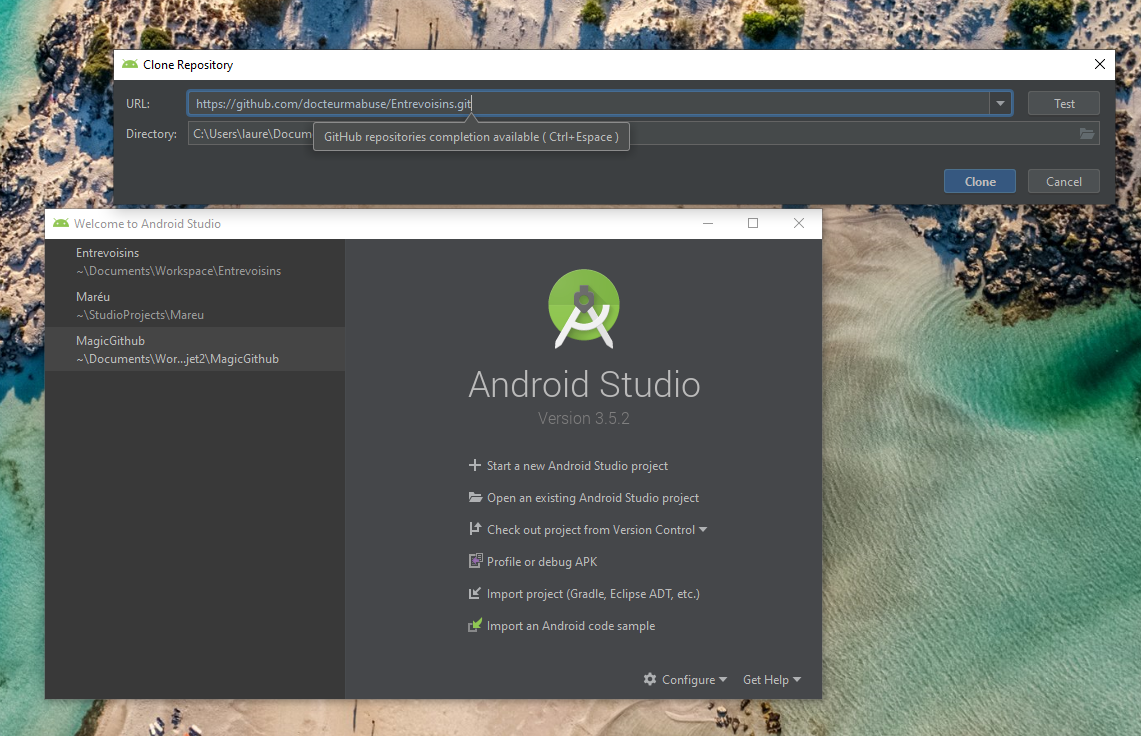 Clone Repository
URL:
https://github.com/docteurmabuse/Entrevoisins.git
Test
Directory:
C:\Users\laure\Docum
GitHub repositories completion available ( Ctrl+Espace )
Clone
Cancel
Welcome to Android Studio
Entrevoisins
~\Documents\Workspace\Entrevoisins
Maréu
~\StudioProjects\Mareu
MagicGithub
~\Documents\Wor...jet2\MagicGithub
Android Studio
Version 3.5.2
Start a new Android Studio project
Open an existing Android Studio project
Check out project from Version Control
Profile or debug APK
Import project (Gradle, Eclipse ADT, etc.)
Import an Android code sample
Configure
Get Help